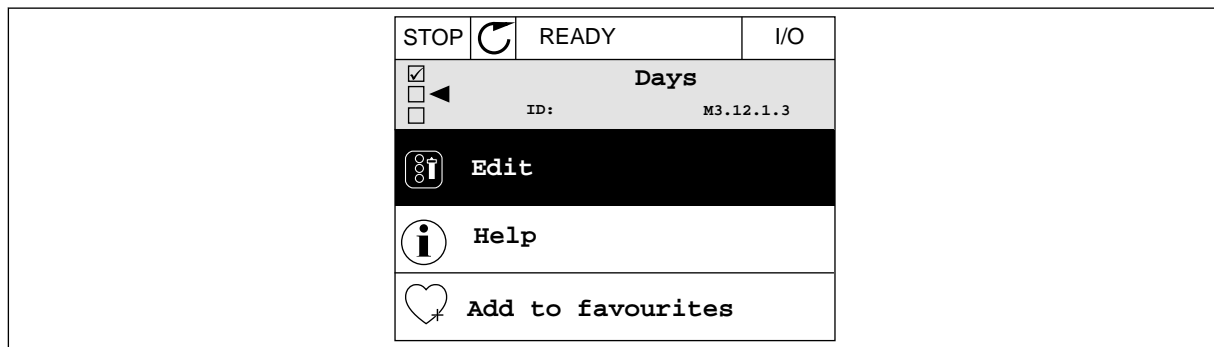 STOP READY I/O
Days
ID: M3.12.1.3
Edit
Help
Add to favourites